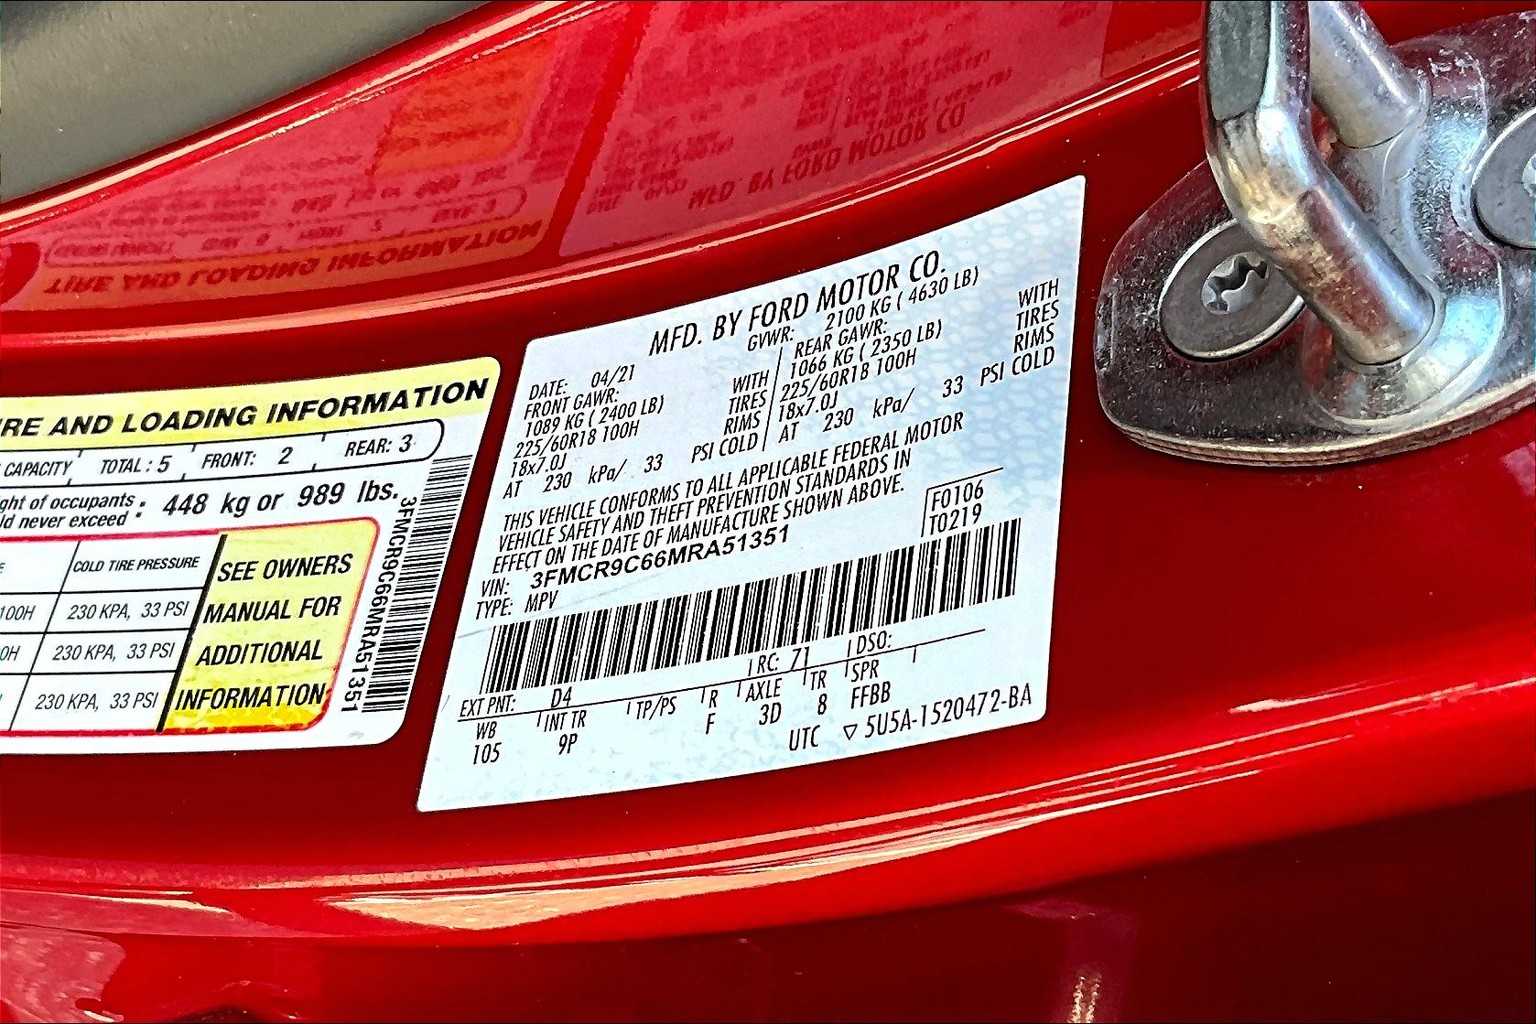 RE AND LOADING INFORMATION
CAPACITY TOTAL : 5 FRONT: 2 REAR: 3
ght of occupants : 448 kg or 989 lbs.
ld never exceed
COLD TIRE PRESSURE
100H 230 KPA, 33 PSI
0H 230 KPA, 33 PSI
230 KPA, 33 PSI
SEE OWNERS
MANUAL FOR
ADDITIONAL
INFORMATION
3FMCR9C66MRA51351
MFD. BY FORD MOTOR CO.
DATE: 04/21 GVWR: 2100 KG ( 4630 LB)
FRONT GAWR: REAR GAWR:
1089 KG ( 2400 LB) WITH 1066 KG ( 2350 LB) WITH
225/60R18 100H TIRES 225/60R18 100H TIRES
18x7.0J RIMS 18x7.0J RIMS
AT 230 kPa/ 33 PSI COLD AT 230 kPa/ 33 PSI COLD
THIS VEHICLE CONFORMS TO ALL APPLICABLE FEDERAL MOTOR
VEHICLE SAFETY AND THEFT PREVENTION STANDARDS IN
EFFECT ON THE DATE OF MANUFACTURE SHOWN ABOVE.
VIN: 3FMCR9C66MRA51351
TYPE: MPV
F0106
T0219
EXT PNT: D4 RC: 71 DSO:
WB INT TR TP/PS R AXLE TR SPR
105 9P F 3D 8 FFBB
UTC ▽ 5U5A-1520472-BA